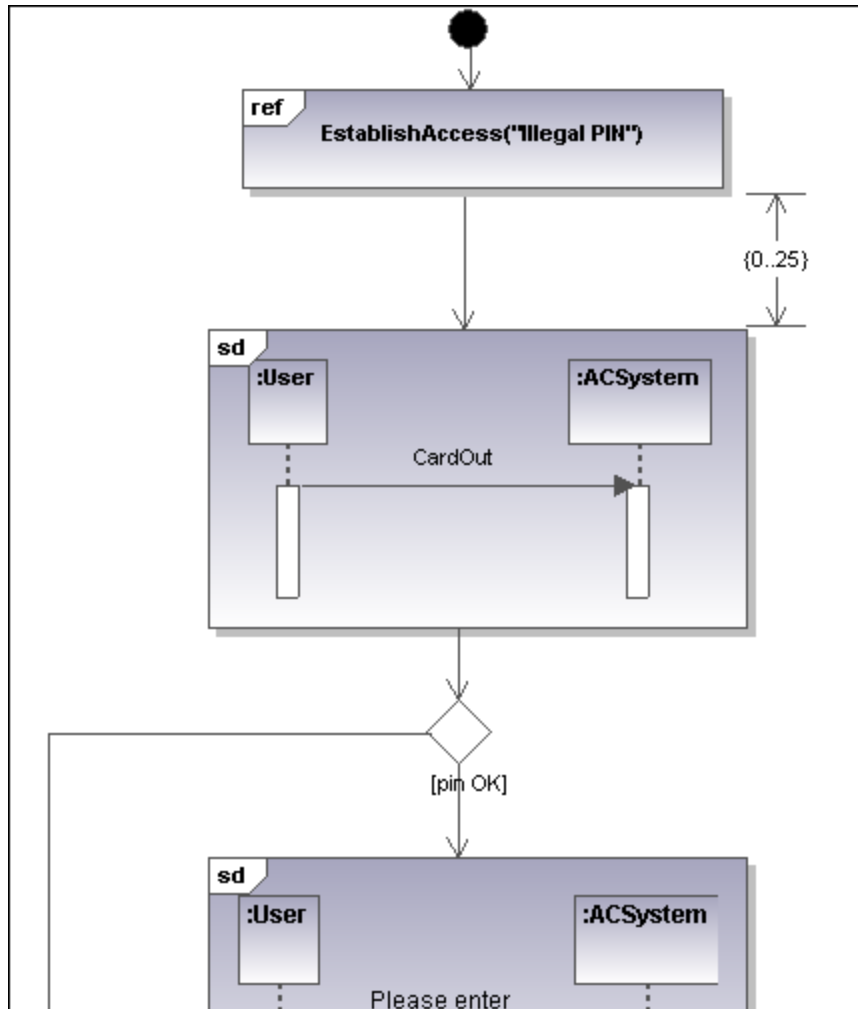 ref
EstablishAccess("Illegal PIN")
{0..25}
sd
:User
:ACSystem
CardOut
[pin OK]
sd
:User
:ACSystem
Please enter